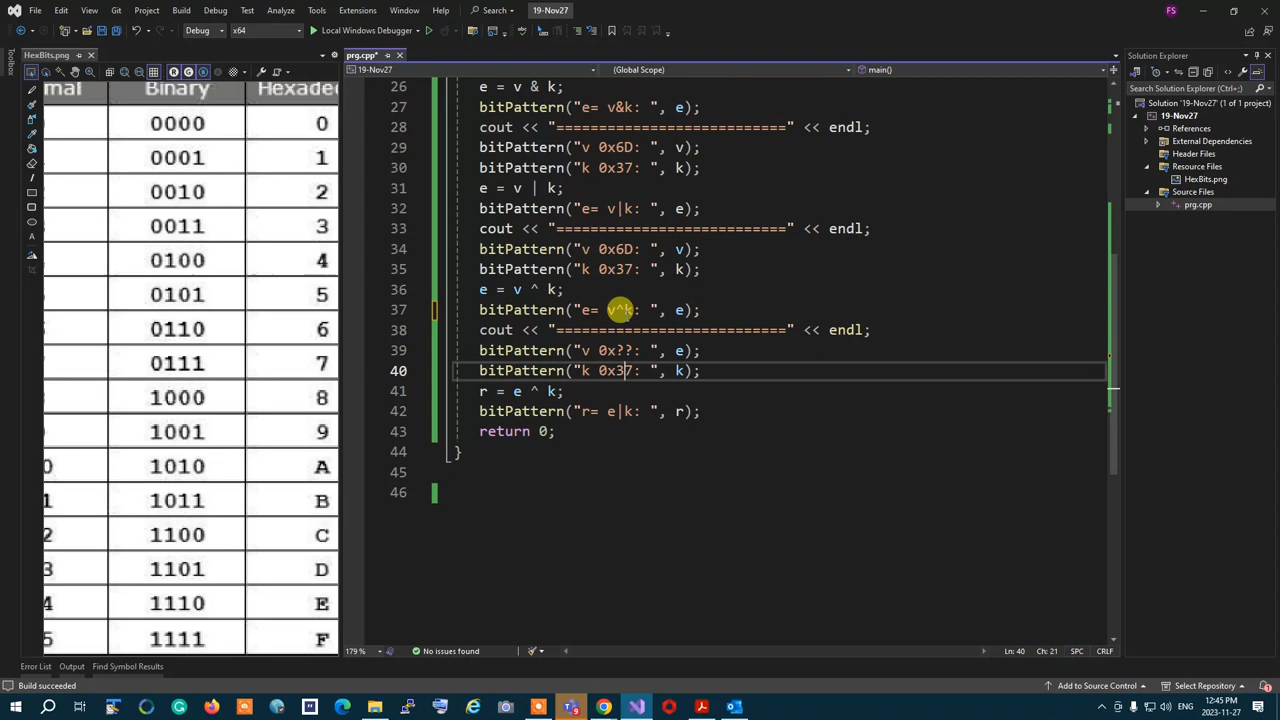 File Edit View Git Project Build Debug Test Analyze Tools Extensions Window Help Search 19-Nov27 FS
Debug x64 Local Windows Debugger
HexBits.png
prg.cpp*
Solution Explorer
19-Nov27 (Global Scope) main()
Search Solution Explorer (Ctrl+;)
Solution '19-Nov27' (1 of 1 project)
19-Nov27
References
External Dependencies
Header Files
Resource Files
HexBits.png
Source Files
prg.cpp
R G B
mal Binary Hexadec
0000 0
0001 1
0010 2
0011 3
0100 4
0101 5
0110 6
0111 7
1000 8
1001 9
0 1010 A
1 1011 B
2 1100 C
3 1101 D
4 1110 E
5 1111 F
26 e = v & k;
27 bitPattern("e= v&k: ", e);
28 cout << "===========================" << endl;
29 bitPattern("v 0x6D: ", v);
30 bitPattern("k 0x37: ", k);
31 e = v | k;
32 bitPattern("e= v|k: ", e);
33 cout << "===========================" << endl;
34 bitPattern("v 0x6D: ", v);
35 bitPattern("k 0x37: ", k);
36 e = v ^ k;
37 bitPattern("e= v^k: ", e);
38 cout << "===========================" << endl;
39 bitPattern("v 0x??: ", e);
40 bitPattern("k 0x37: ", k);
41 r = e ^ k;
42 bitPattern("r= e|k: ", r);
43 return 0;
44 }
45
46
179 % No issues found Ln: 40 Ch: 21 SPC CRLF
Error List Output Find Symbol Results
Build succeeded Add to Source Control Select Repository
12:45 PM
2023-11-27